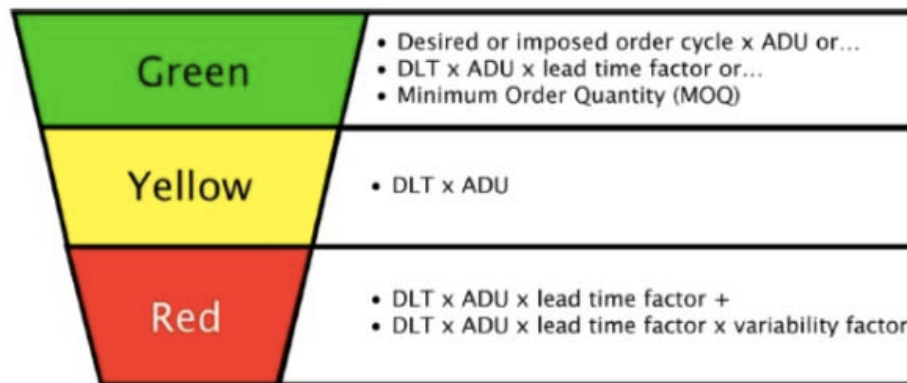 Green
• Desired or imposed order cycle x ADU or...
• DLT x ADU x lead time factor or...
• Minimum Order Quantity (MOQ)
Yellow
• DLT x ADU
Red
• DLT x ADU x lead time factor +
• DLT x ADU x lead time factor x variability factor